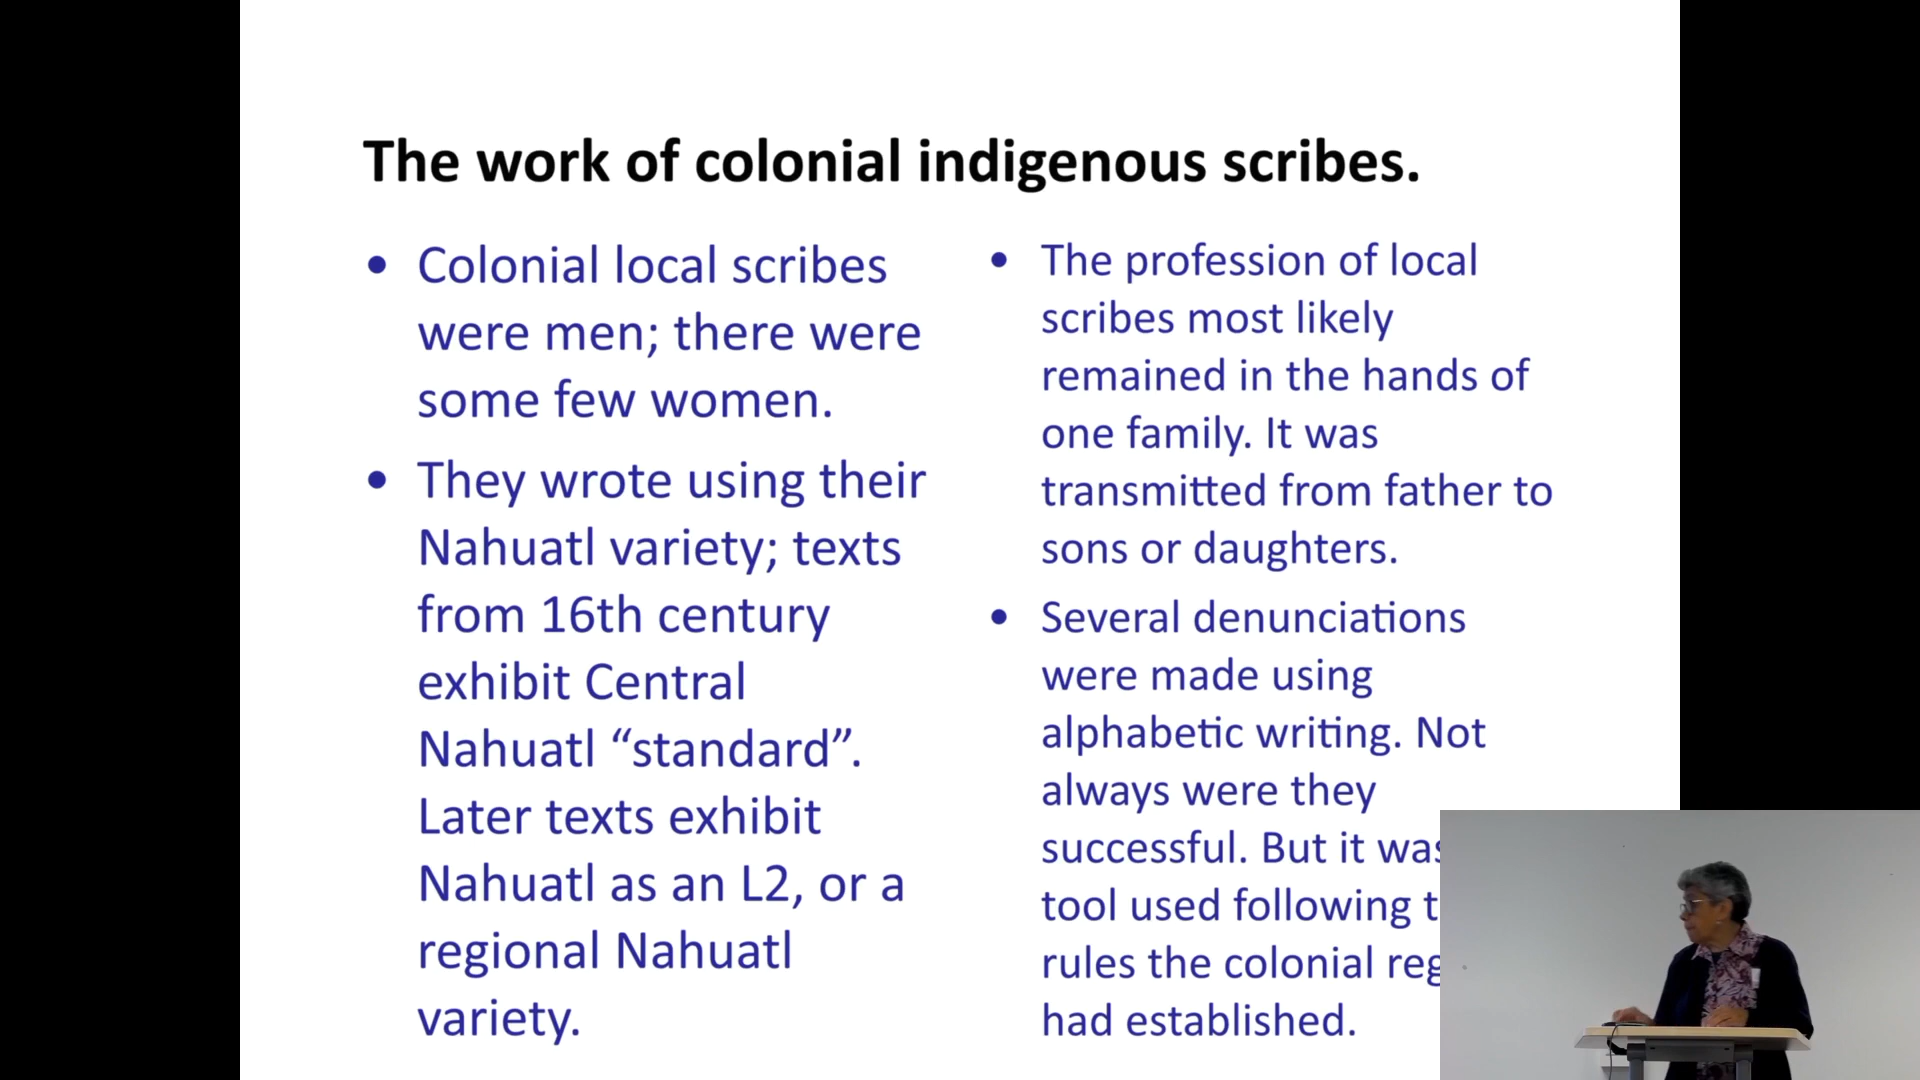 The work of colonial indigenous scribes.
• Colonial local scribes
were men; there were
some few women.
• They wrote using their
Nahuatl variety; texts
from 16th century
exhibit Central
Nahuatl “standard”.
Later texts exhibit
Nahuatl as an L2, or a
regional Nahuatl
variety.
• The profession of local
scribes most likely
remained in the hands of
one family. It was
transmitted from father to
sons or daughters.
• Several denunciations
were made using
alphabetic writing. Not
always were they
successful. But it was
tool used following
rules the colonial
had established.